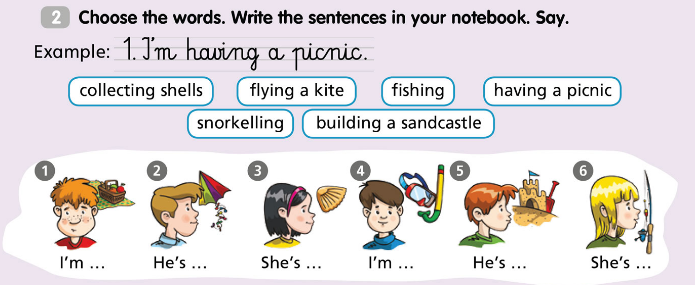 2 Choose the words. Write the sentences in your notebook. Say.
Example: 1. I'm having a picnic.
collecting shells flying a kite fishing having a picnic
snorkelling building a sandcastle
1 2 3 4 5 6
I'm ... He's ... She's ... I'm ... He's ... She's ...